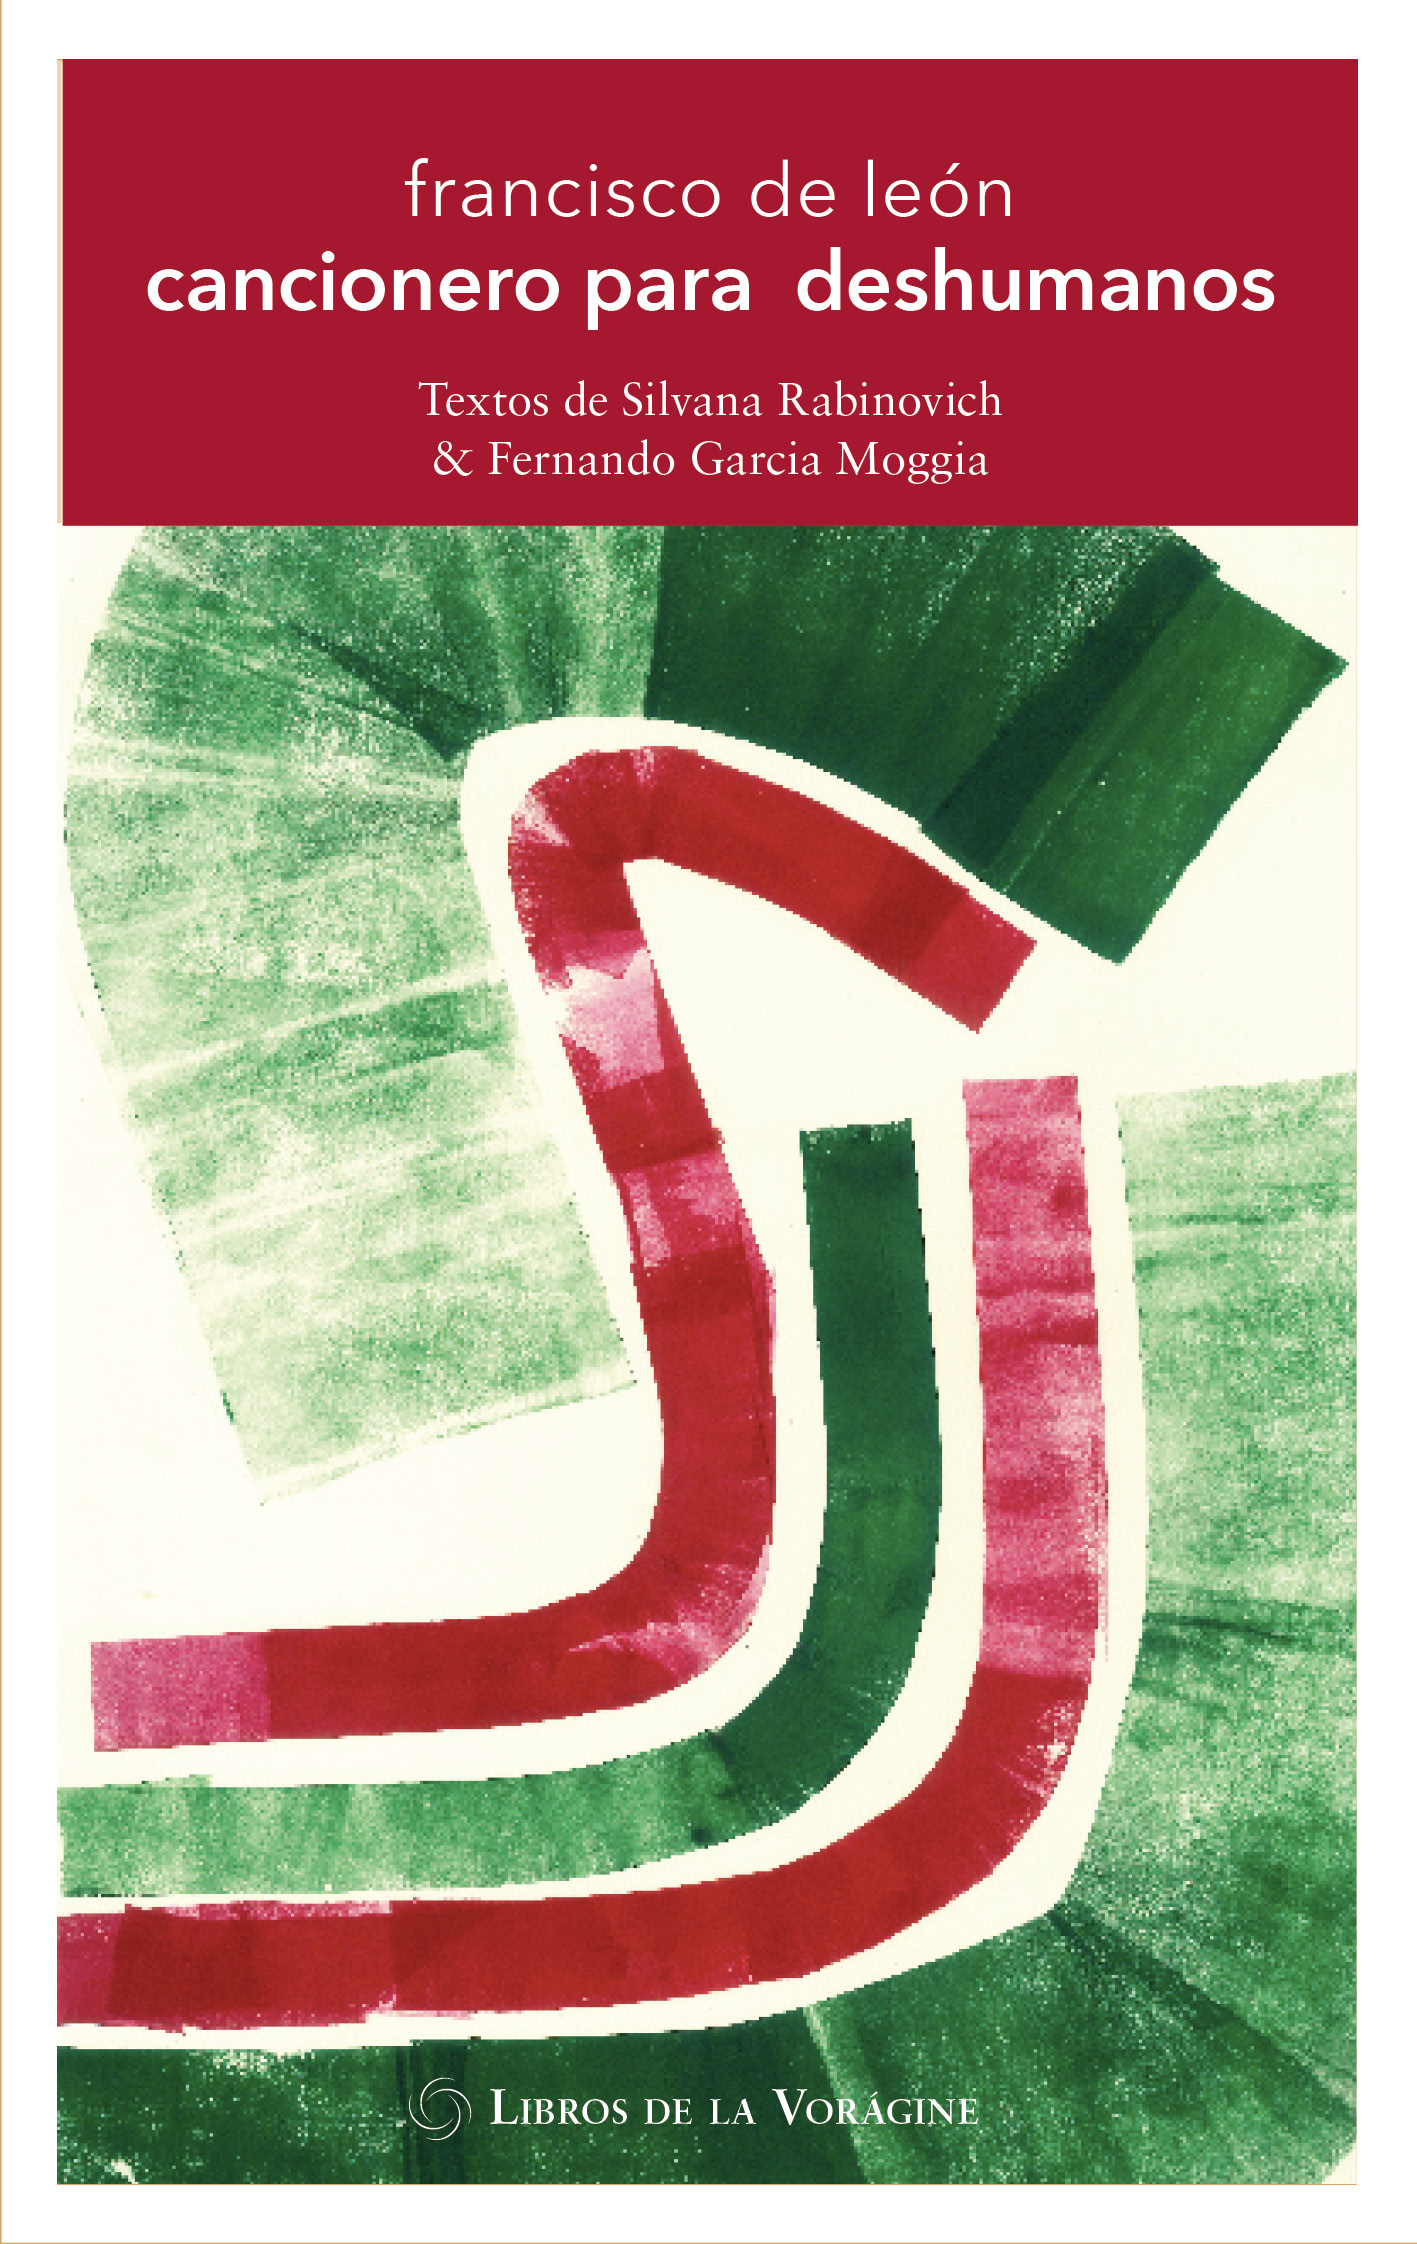 francisco de león
cancionero para deshumanos
Textos de Silvana Rabinovich
& Fernando Garcia Moggia
Libros de la Vorágine